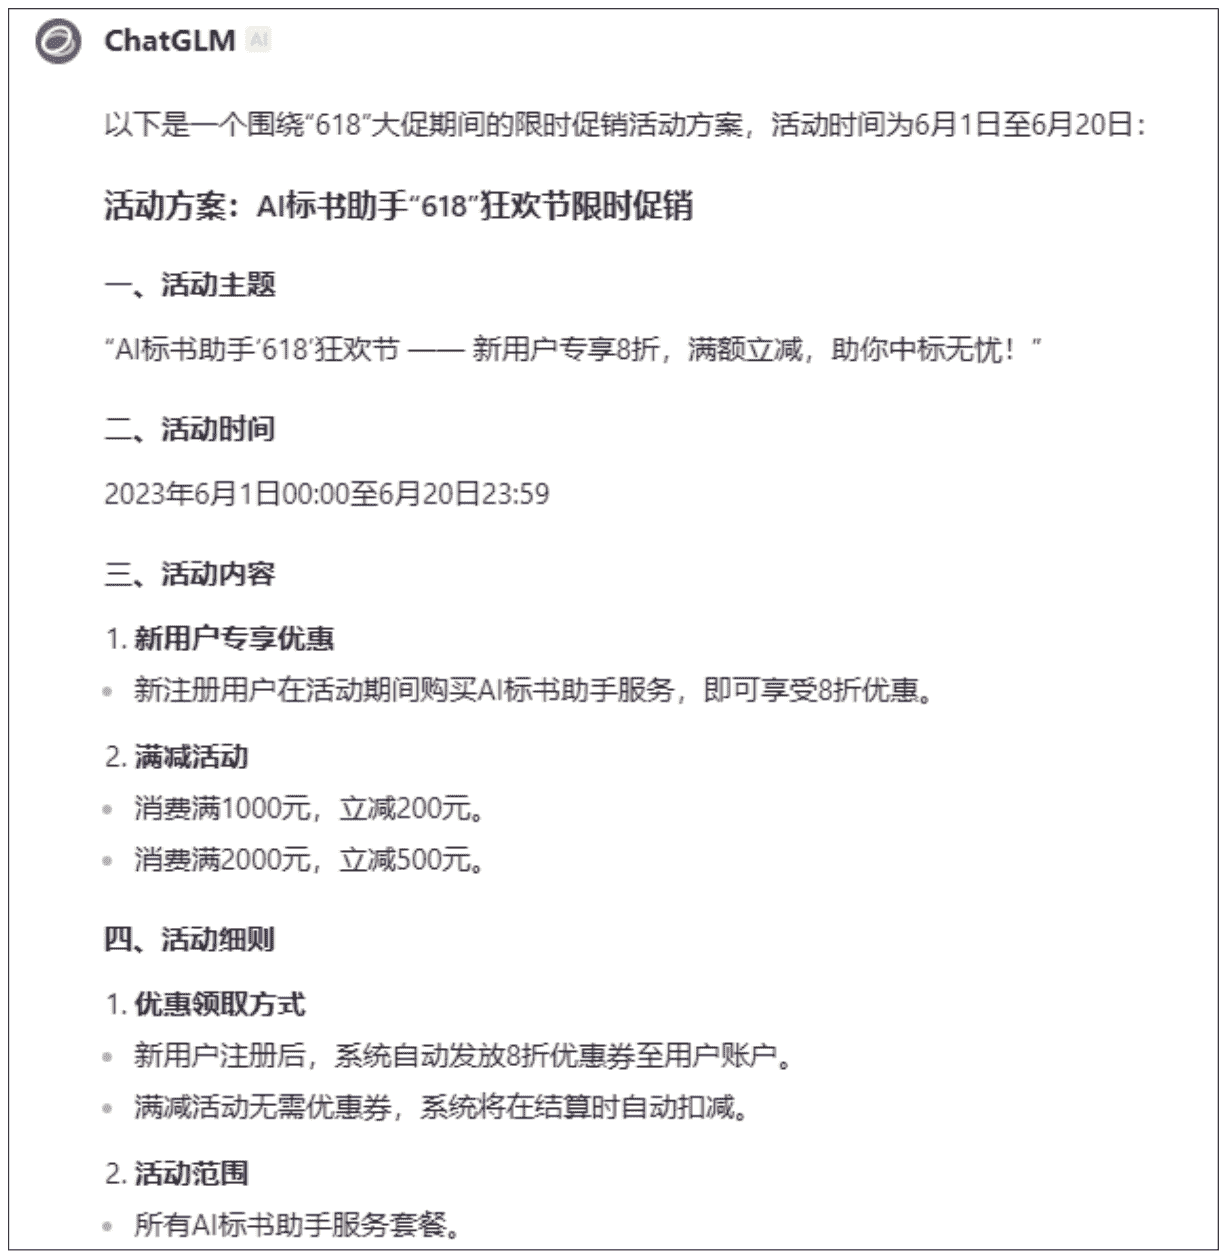 ChatGLM AI
以下是一个围绕“618”大促期间的限时促销活动方案，活动时间为6月1日至6月20日：
活动方案：AI标书助手“618”狂欢节限时促销
一、活动主题
“AI标书助手‘618’狂欢节 —— 新用户专享8折，满额立减，助你中标无忧！”
二、活动时间
2023年6月1日00:00至6月20日23:59
三、活动内容
1. 新用户专享优惠
• 新注册用户在活动期间购买AI标书助手服务，即可享受8折优惠。
2. 满减活动
• 消费满1000元，立减200元。
• 消费满2000元，立减500元。
四、活动细则
1. 优惠领取方式
• 新用户注册后，系统自动发放8折优惠券至用户账户。
• 满减活动无需优惠券，系统将在结算时自动扣减。
2. 活动范围
• 所有AI标书助手服务套餐。